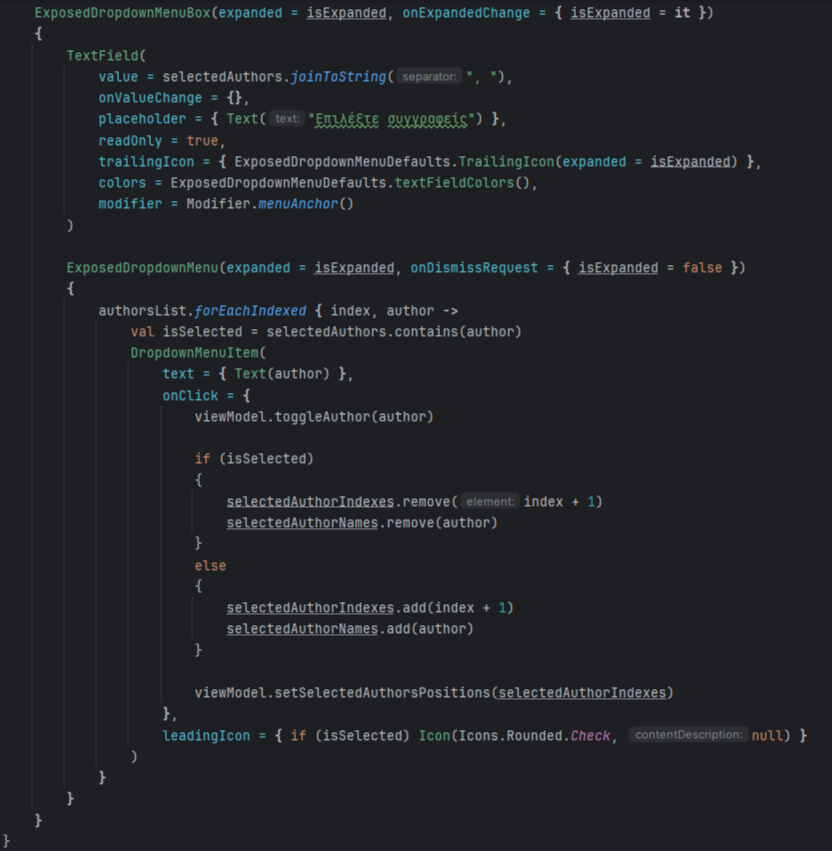 ExposedDropdownMenuBox(expanded = isExpanded, onExpandedChange = { isExpanded = it })
{
TextField(
value = selectedAuthors.joinToString( separator: ", "),
onValueChange = {},
placeholder = { Text( text: "Επιλέξτε συγγραφείς") },
readOnly = true,
trailingIcon = { ExposedDropdownMenuDefaults.TrailingIcon(expanded = isExpanded) },
colors = ExposedDropdownMenuDefaults.textFieldColors(),
modifier = Modifier.menuAnchor()
)
ExposedDropdownMenu(expanded = isExpanded, onDismissRequest = { isExpanded = false })
{
authorsList.forEachIndexed { index, author ->
val isSelected = selectedAuthors.contains(author)
DropdownMenuItem(
text = { Text(author) },
onClick = {
viewModel.toggleAuthor(author)
if (isSelected)
{
selectedAuthorIndexes.remove( element: index + 1)
selectedAuthorNames.remove(author)
}
else
{
selectedAuthorIndexes.add(index + 1)
selectedAuthorNames.add(author)
}
viewModel.setSelectedAuthorsPositions(selectedAuthorIndexes)
},
leadingIcon = { if (isSelected) Icon(Icons.Rounded.Check, contentDescription: null) }
)
}
}
}
}